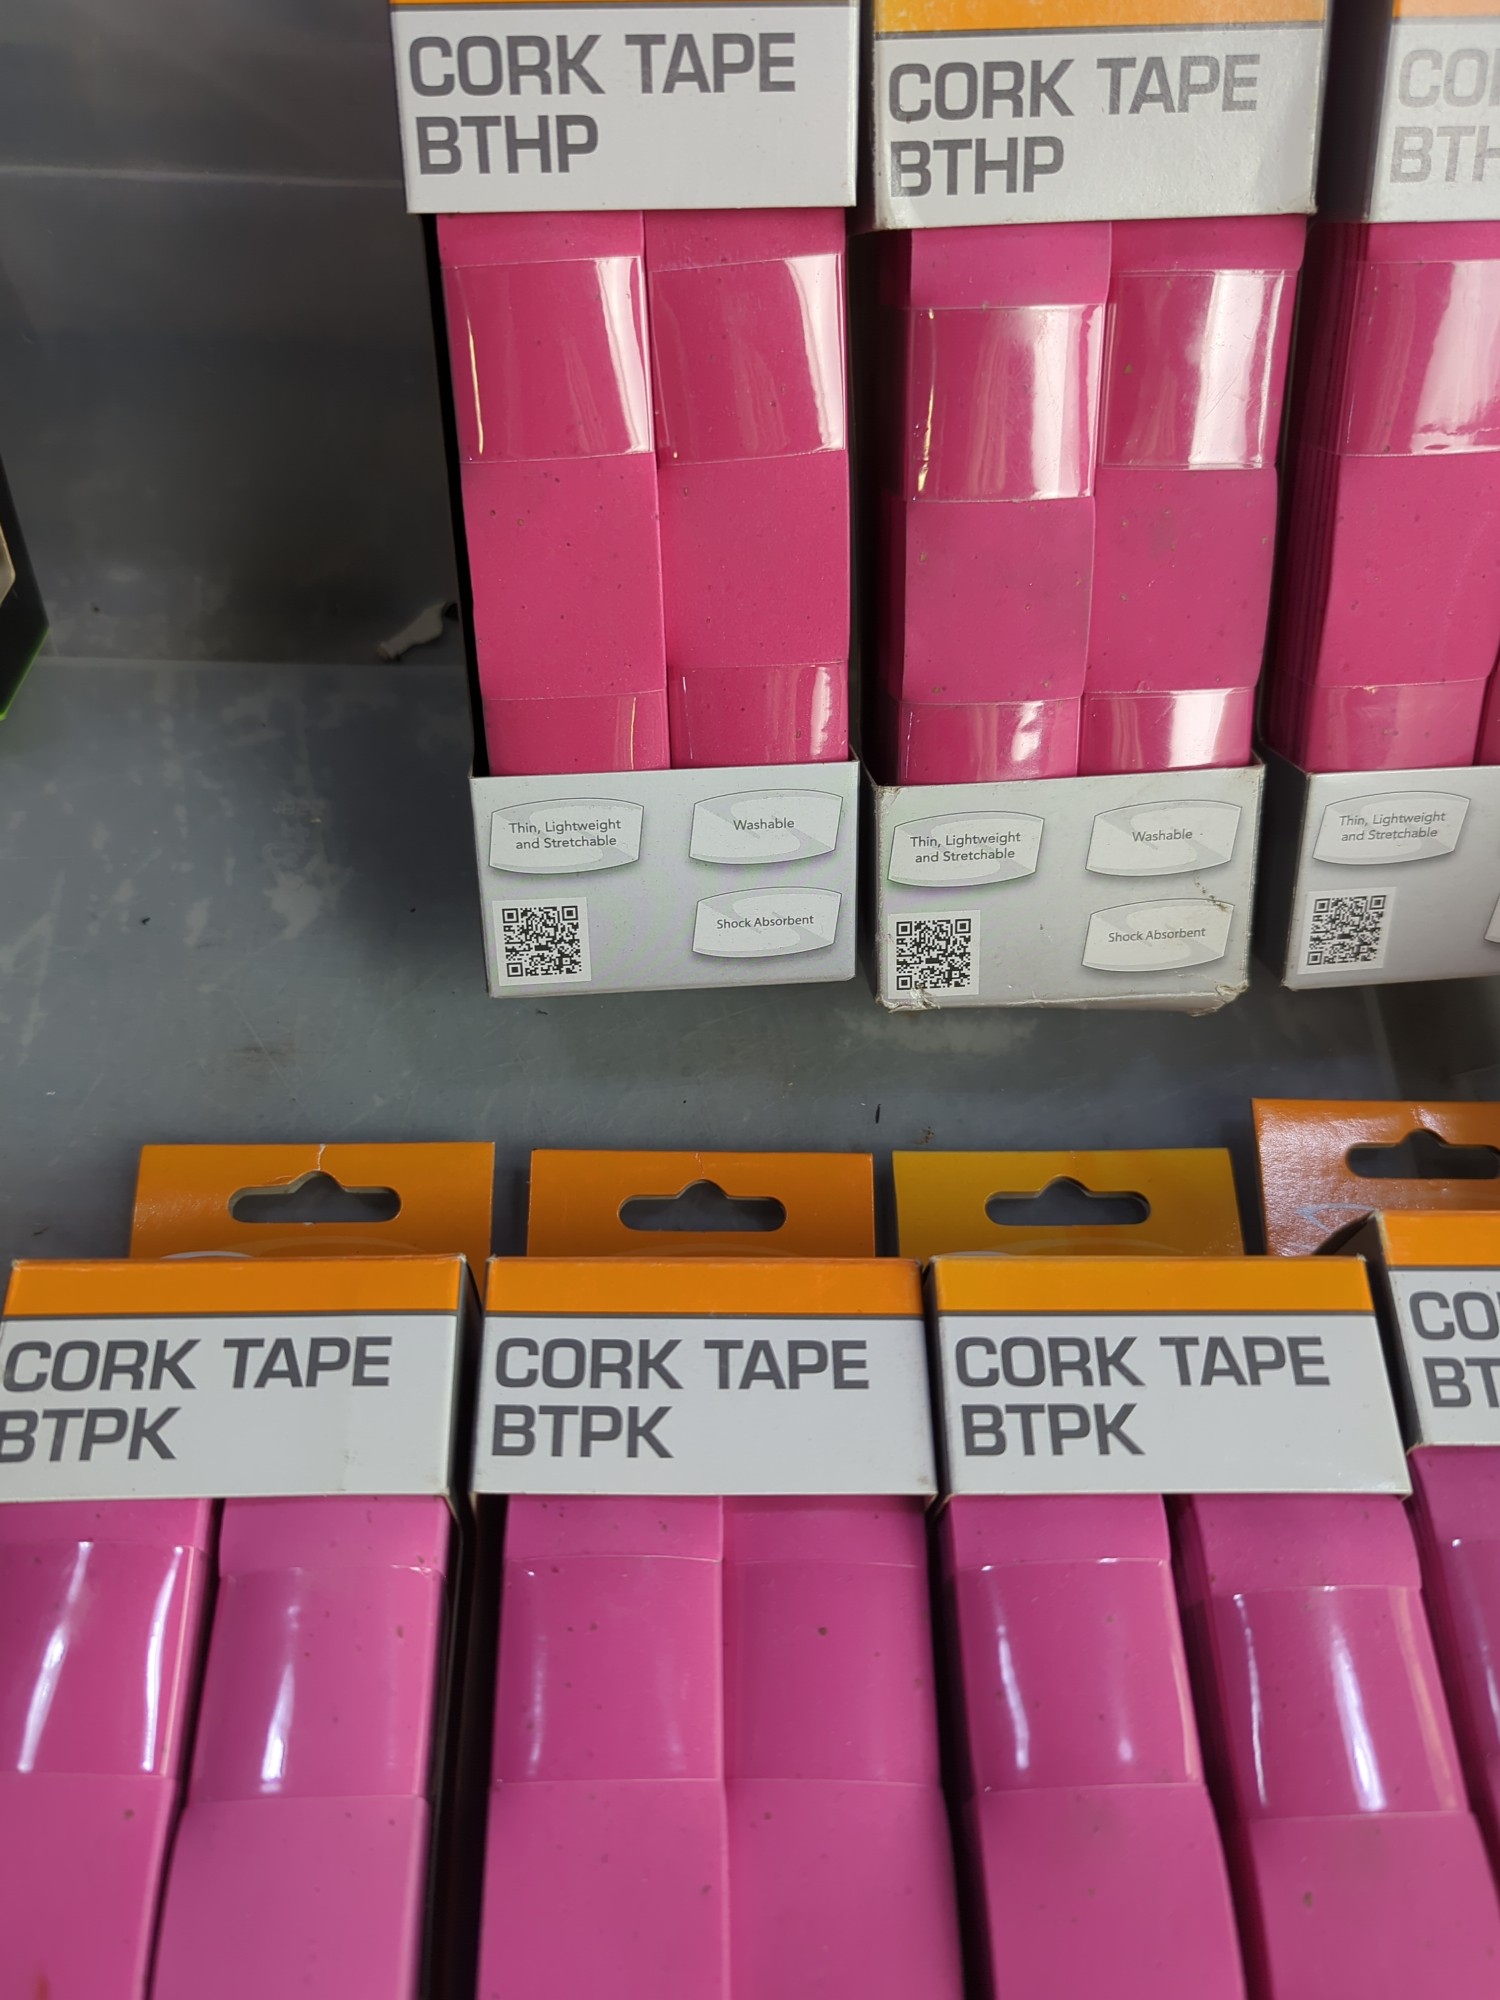 CORK TAPE
BTHP
CORK TAPE
BTHP
Thin, Lightweight
and Stretchable
Washable
Shock Absorbent
Thin, Lightweight
and Stretchable
Washable
Shock Absorbent
Thin, Lightweight
and Stretchable
CORK TAPE
BTPK
CORK TAPE
BTPK
CORK TAPE
BTPK